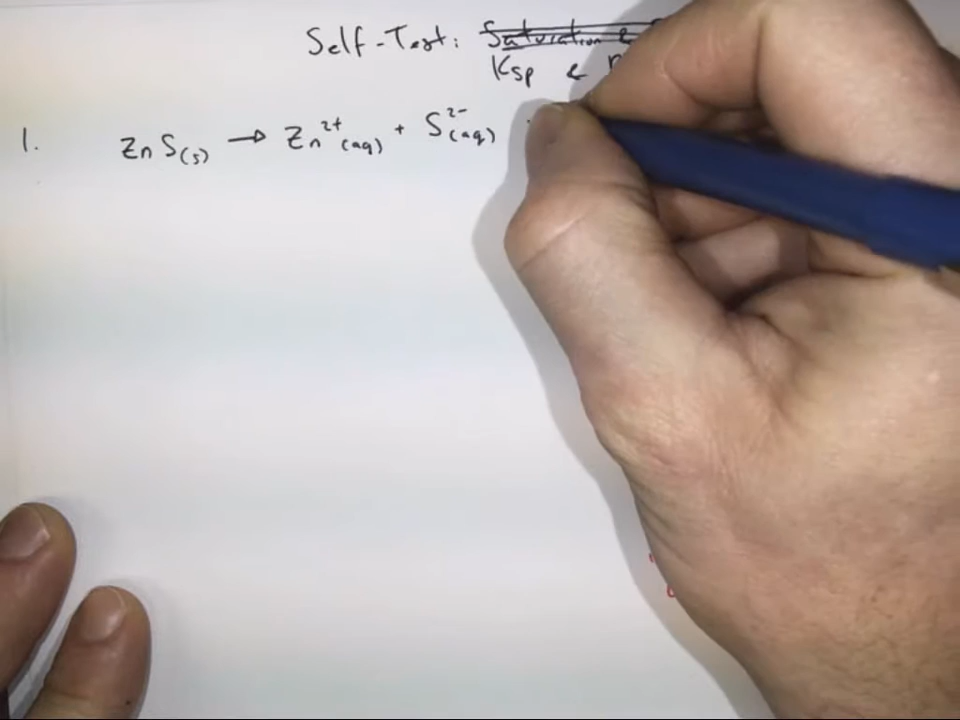 Self-Test: Saturation &
Ksp &
1. ZnS(s) → Zn²⁺(aq) + S²⁻(aq)